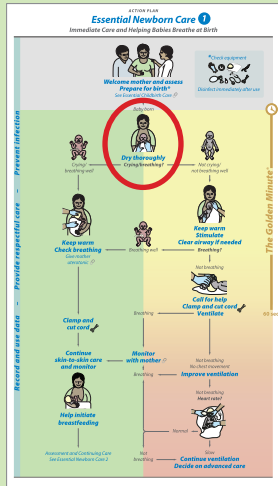 ACTION PLAN
Essential Newborn Care 1
Immediate Care and Helping Babies Breathe at Birth
Welcome mother and assess
Prepare for birth*
See Essential Childbirth Care
*Check equipment
Disinfect immediately after use
Baby born
Dry thoroughly
Crying/breathing?
Crying/
breathing well
Not crying/
not breathing well
Keep warm
Check breathing
Give mother
uterotonic
Breathing
Keep warm
Stimulate
Clear airway if needed
Breathing?
Not breathing
Call for help
Clamp and cut cord
Ventilate
Breathing
Clamp and
cut cord
Continue
skin-to-skin care
and monitor
Monitor
with mother
Not breathing
No chest movement
Breathing
Improve ventilation
Not breathing
Heart rate?
Help initiate
breastfeeding
Normal
Assessment and Continuing Care
See Essential Newborn Care 2
Not
breathing
Slow
Continue ventilation
Decide on advanced care
Prevent infection
Provide respectful care
Record and use data
The Golden Minute
60 sec